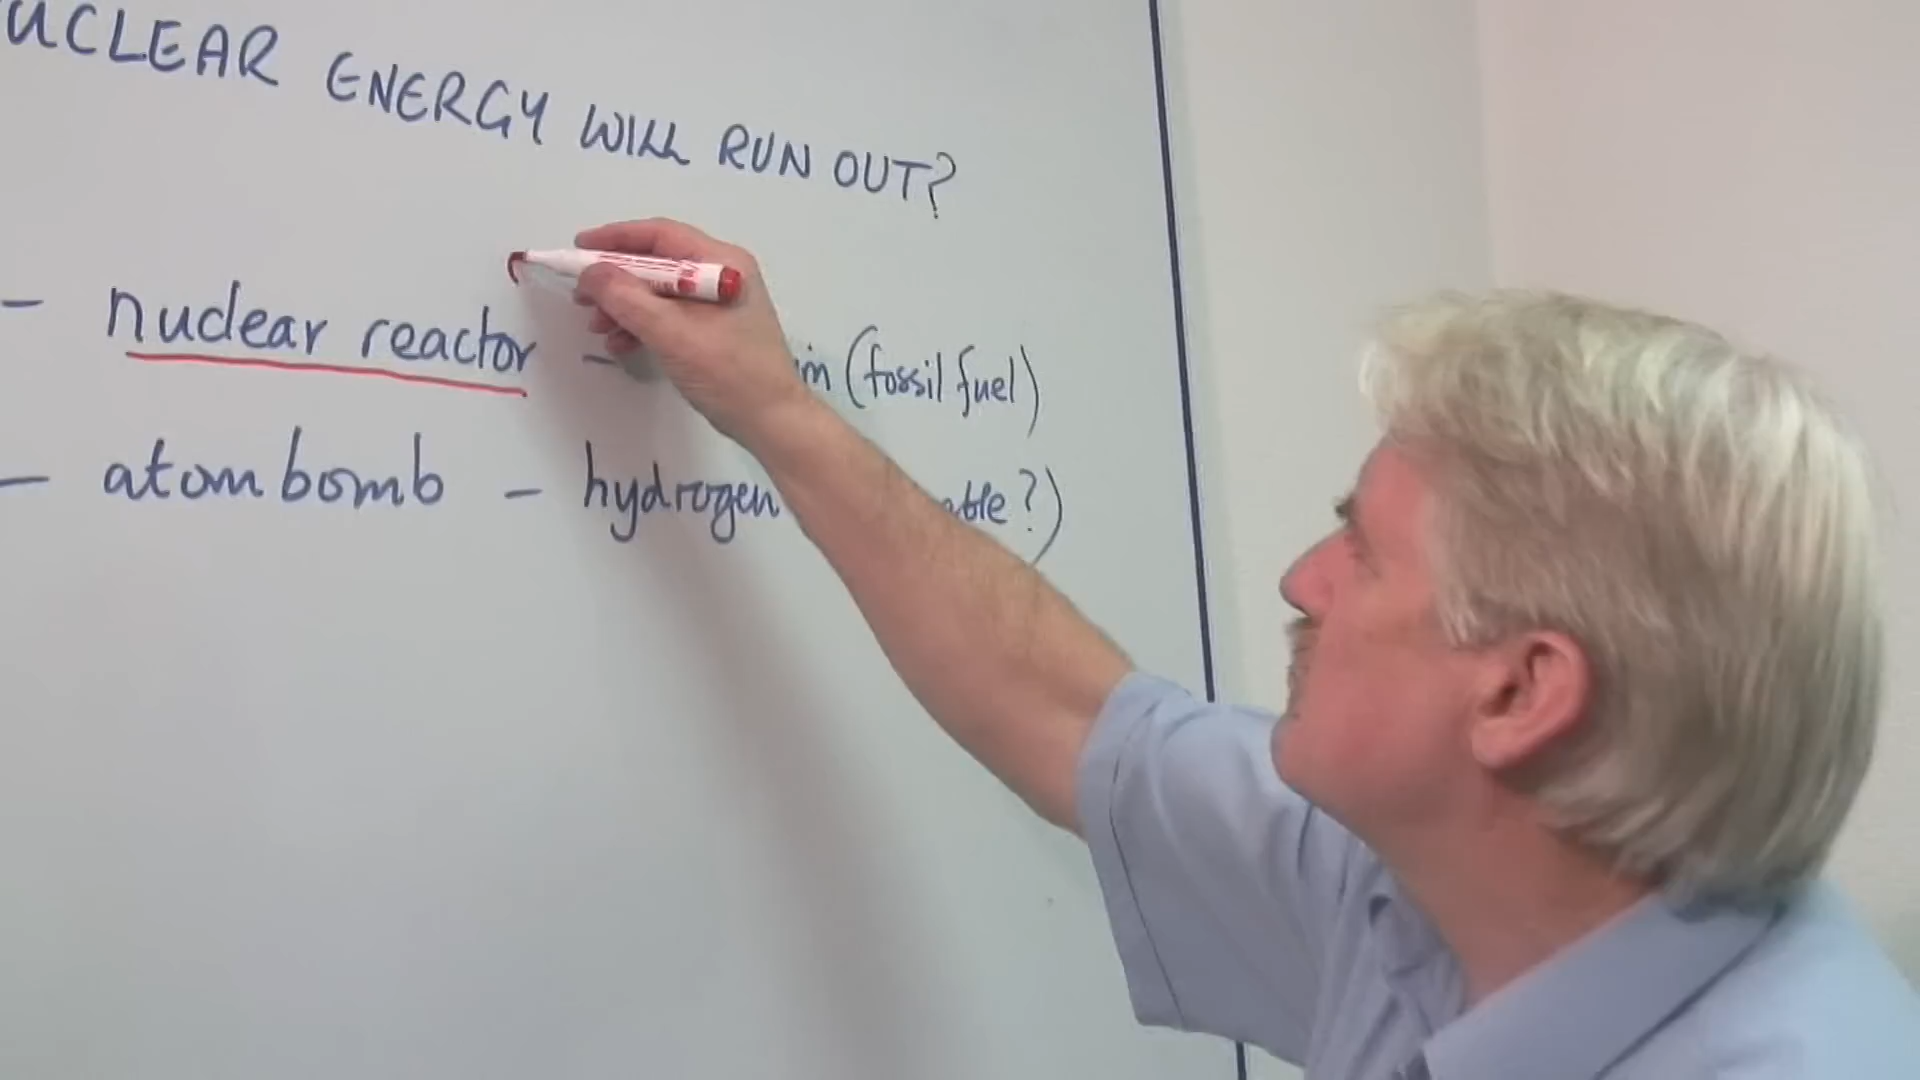 UCLEAR ENERGY WILL RUN OUT?
- nuclear reactor - (fossil fuel)
- atom bomb - hydrogen ?)